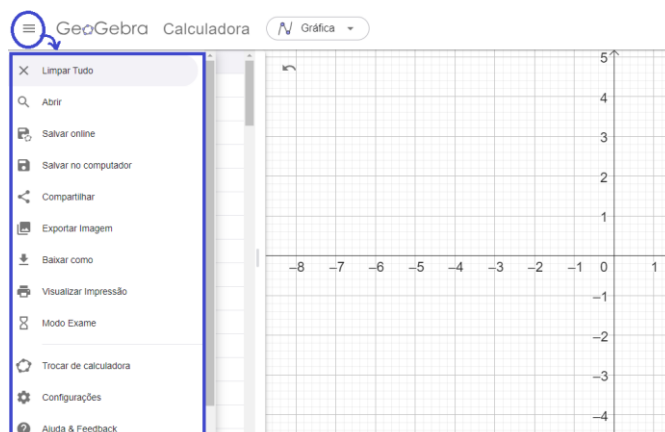 GeoGebra Calculadora Gráfica
Limpar Tudo
Abrir
Salvar online
Salvar no computador
Compartilhar
Exportar Imagem
Baixar como
Visualizar Impressão
Modo Exame
Trocar de calculadora
Configurações
Ajuda & Feedback
5
4
3
2
1
–8 –7 –6 –5 –4 –3 –2 –1 0 1
–1
–2
–3
–4